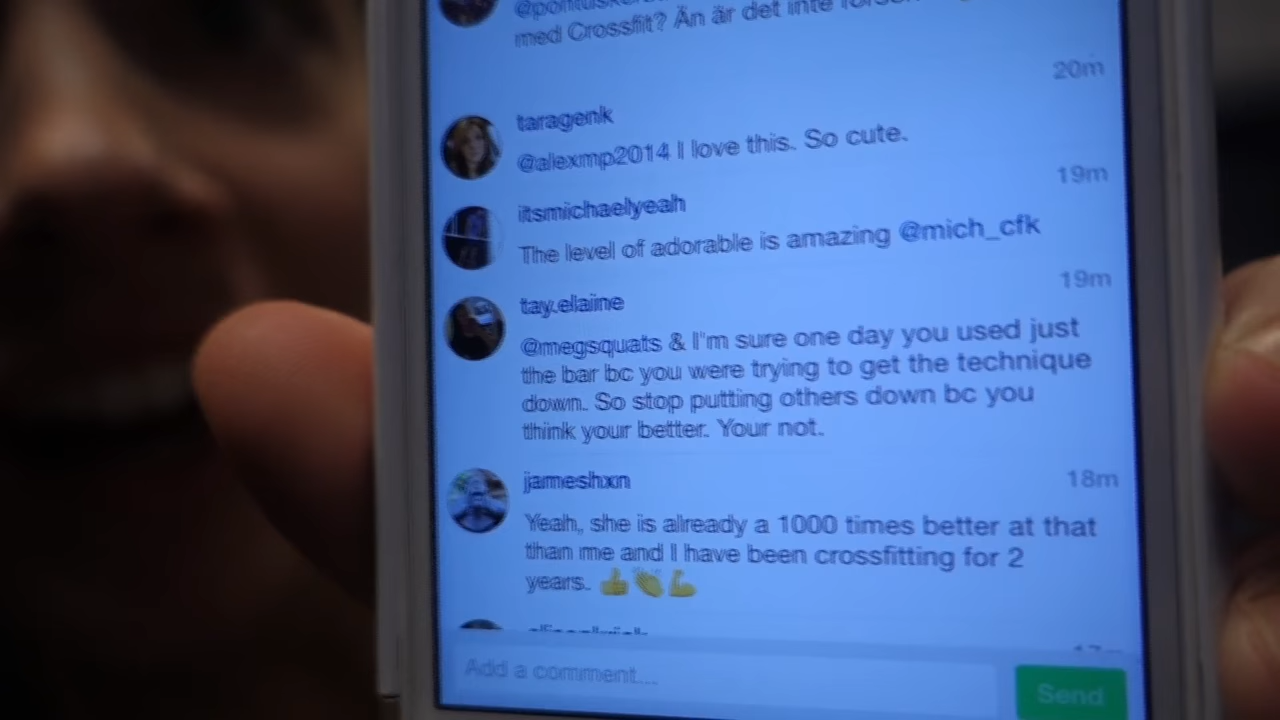 med Crossfit? Än är det inte
20m
taragenk
@alexmp2014 I love this. So cute.
19m
itsmichaelyeah
The level of adorable is amazing @mich_cfk
19m
tay.elaine
@megsquats & I'm sure one day you used just
the bar bc you were trying to get the technique
down. So stop putting others down bc you
think your better. Your not.
18m
jameshxn
Yeah, she is already a 1000 times better at that
than me and I have been crossfitting for 2
years. 👍👏💪
Add a comment...
Send